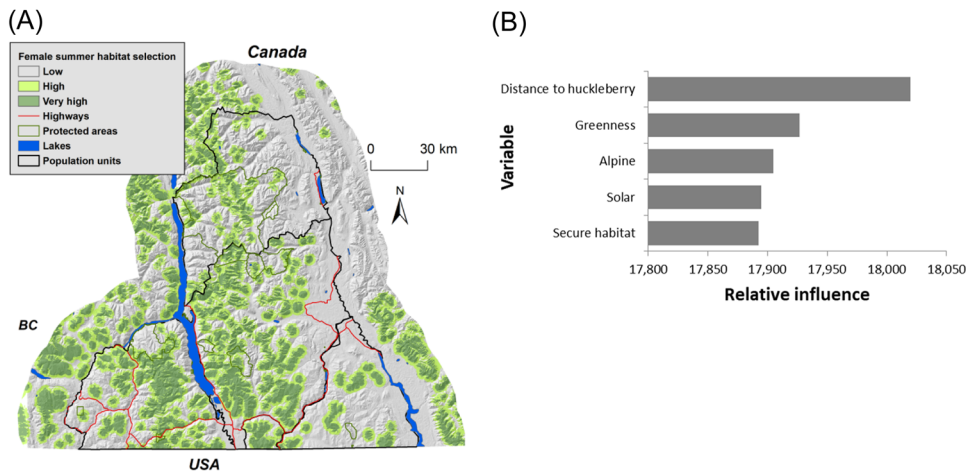 (A)
Canada
Female summer habitat selection
Low
High
Very high
Highways
Protected areas
Lakes
Population units
0 30 km
N
BC
USA
(B)
Variable
Distance to huckleberry
Greenness
Alpine
Solar
Secure habitat
17,800 17,850 17,900 17,950 18,000 18,050
Relative influence